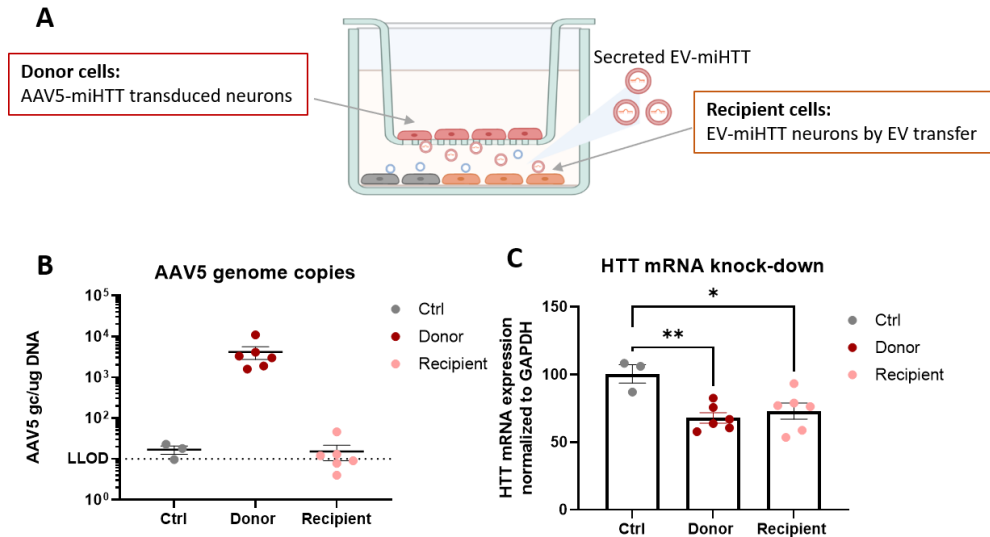 A
Donor cells:
AAV5-miHTT transduced neurons
Secreted EV-miHTT
Recipient cells:
EV-miHTT neurons by EV transfer
B
AAV5 genome copies
AAV5 gc/ug DNA
10⁵
10⁴
10³
10²
LLOD
10⁰
Ctrl
Donor
Recipient
Ctrl
Donor
Recipient
C
HTT mRNA knock-down
HTT mRNA expression
normalized to GAPDH
150
100
50
0
*
**
Ctrl
Donor
Recipient
Ctrl
Donor
Recipient